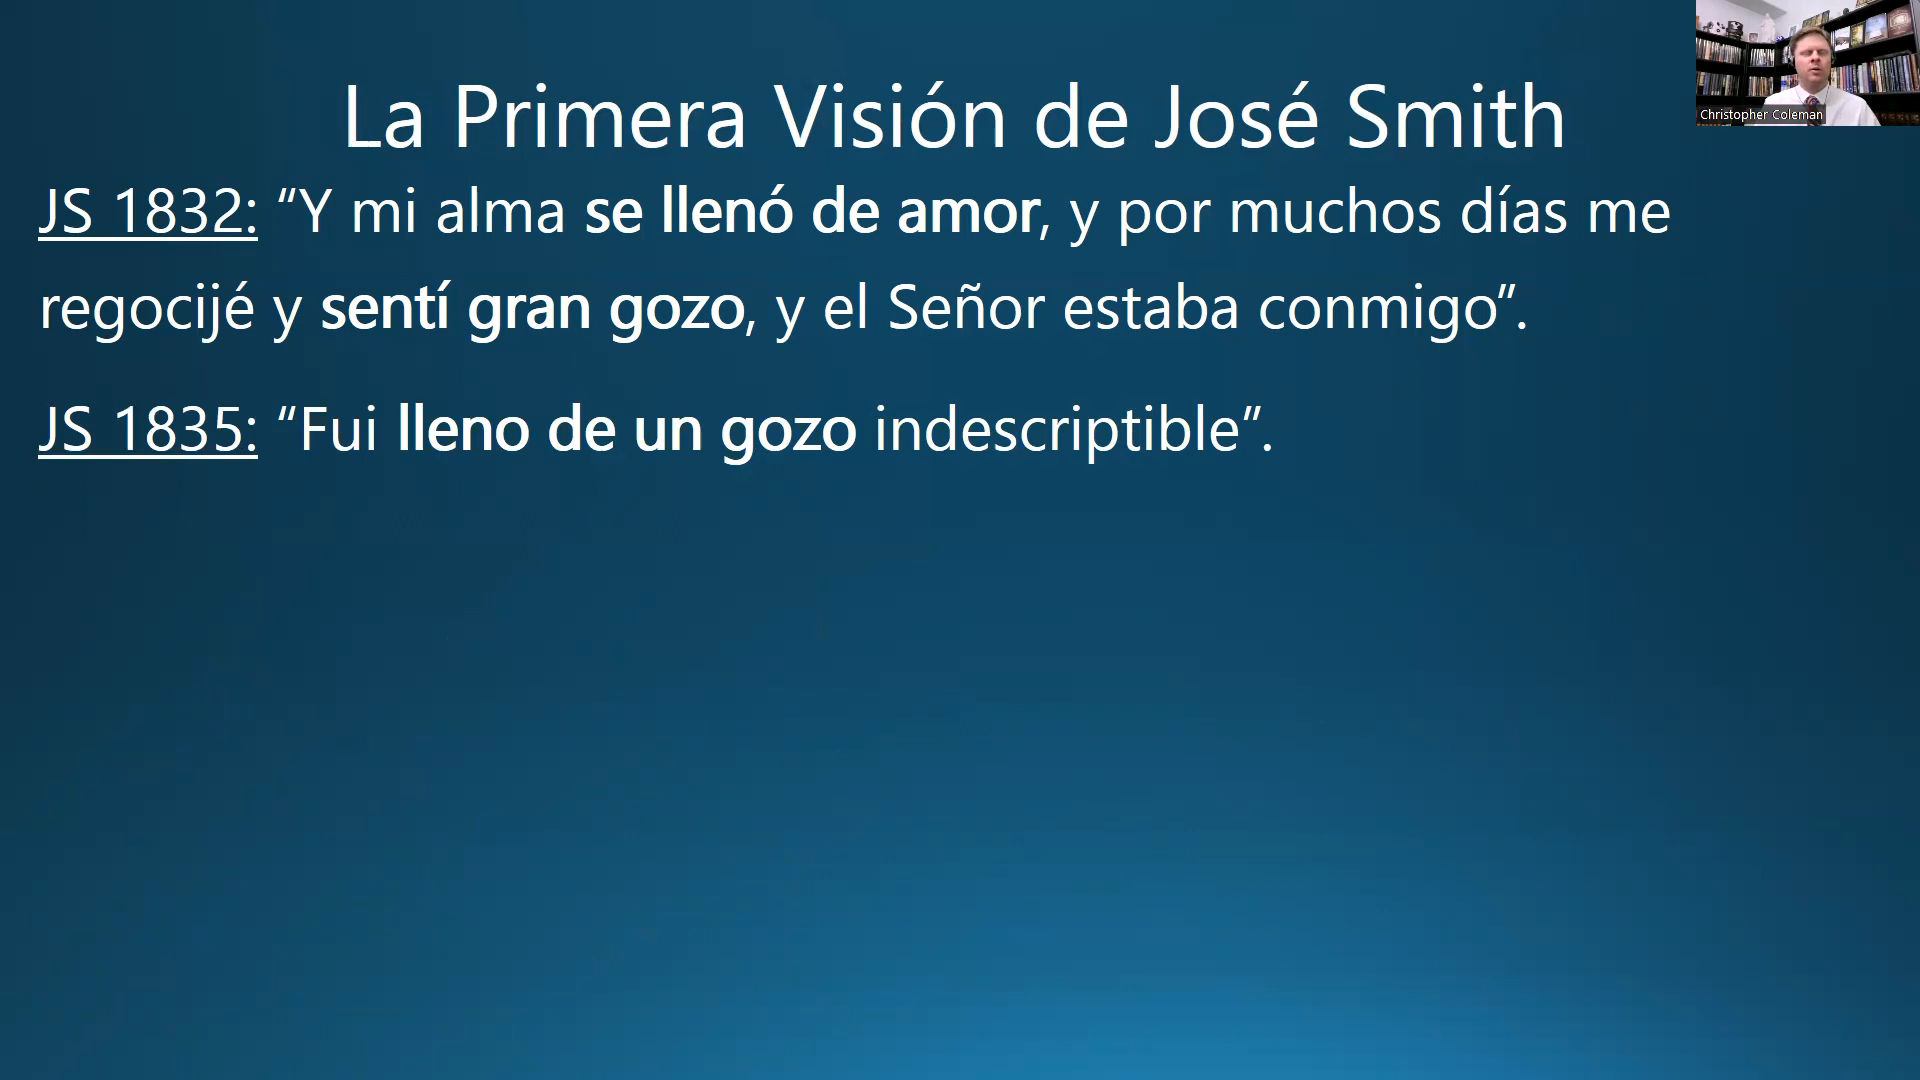 La Primera Visión de José Smith
JS 1832: “Y mi alma se llenó de amor, y por muchos días me
regocijé y sentí gran gozo, y el Señor estaba conmigo”.
JS 1835: “Fui lleno de un gozo indescriptible”.
Christopher Coleman